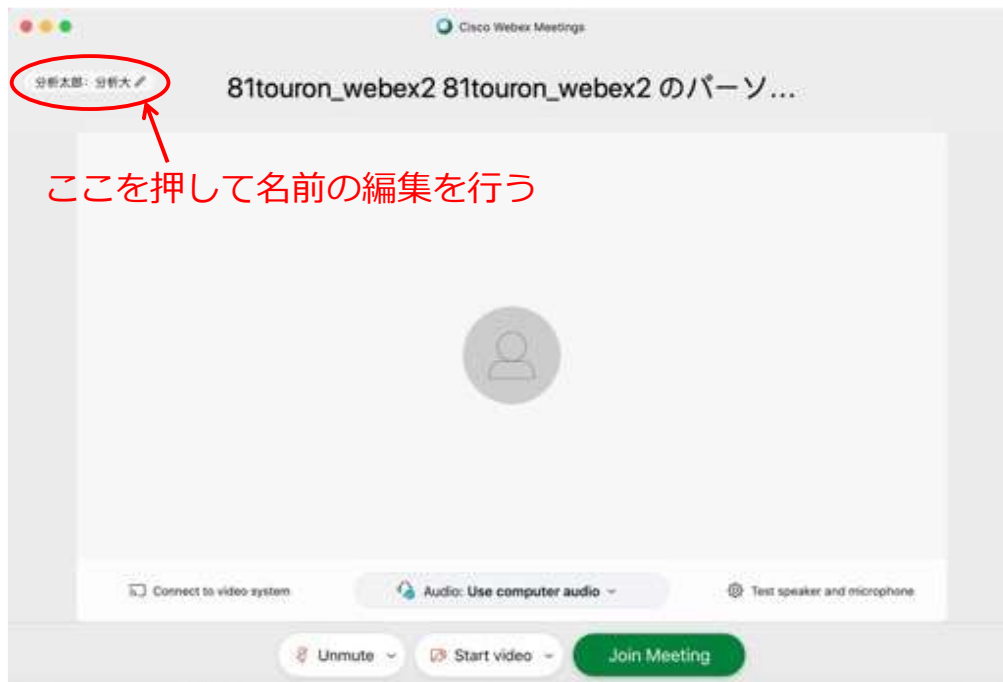 Cisco Webex Meetings
分析太郎: 分析大
81touron_webex2 81touron_webex2 のパーソ...
ここを押して名前の編集を行う
Connect to video system
Audio: Use computer audio
Test speaker and microphone
Unmute
Start video
Join Meeting